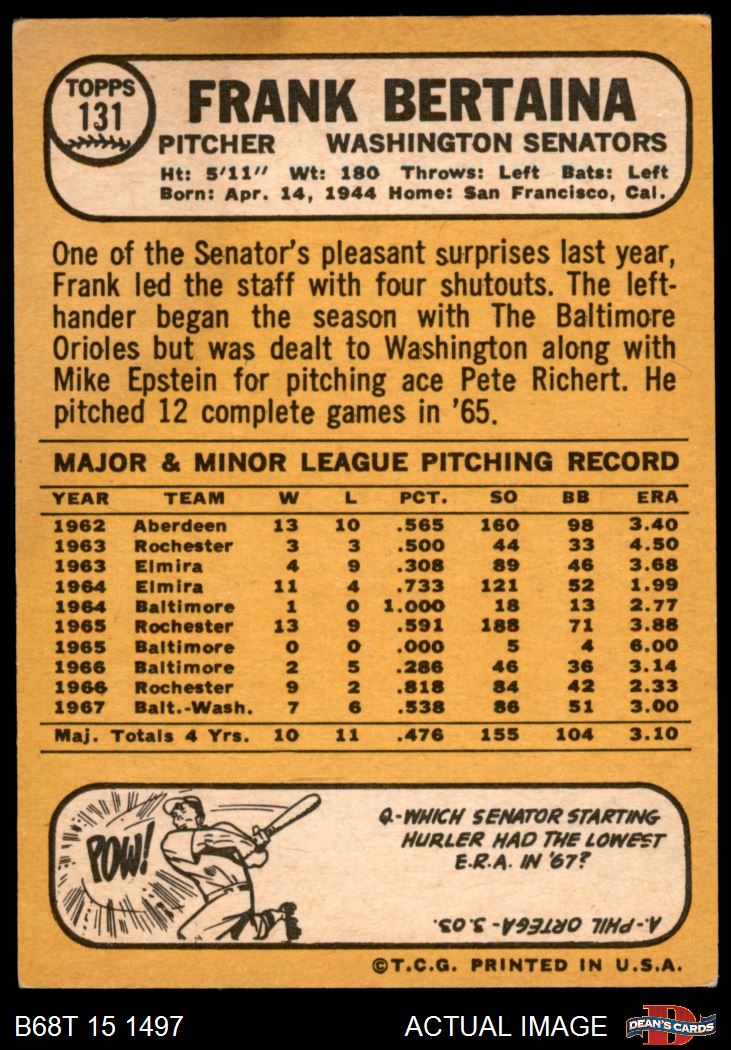 TOPPS
131
FRANK BERTAINA
PITCHER WASHINGTON SENATORS
Ht: 5'11" Wt: 180 Throws: Left Bats: Left
Born: Apr. 14, 1944 Home: San Francisco, Cal.
One of the Senator's pleasant surprises last year,
Frank led the staff with four shutouts. The left-
hander began the season with The Baltimore
Orioles but was dealt to Washington along with
Mike Epstein for pitching ace Pete Richert. He
pitched 12 complete games in '65.
MAJOR & MINOR LEAGUE PITCHING RECORD
YEAR TEAM W L PCT. SO BB ERA
1962 Aberdeen 13 10 .565 160 98 3.40
1963 Rochester 3 3 .500 44 33 4.50
1963 Elmira 4 9 .308 89 46 3.68
1964 Elmira 11 4 .733 121 52 1.99
1964 Baltimore 1 0 1.000 18 13 2.77
1965 Rochester 13 9 .591 188 71 3.88
1965 Baltimore 0 0 .000 5 4 6.00
1966 Baltimore 2 5 .286 46 36 3.14
1966 Rochester 9 2 .818 84 42 2.33
1967 Balt.-Wash. 7 6 .538 86 51 3.00
Maj. Totals 4 Yrs. 10 11 .476 155 104 3.10
POW!
Q.-WHICH SENATOR STARTING
HURLER HAD THE LOWEST
E.R.A. IN '67?
A.-PHIL ORTEGA - 3.03.
©T.C.G. PRINTED IN U.S.A.
B68T 15 1497 ACTUAL IMAGE
D
DEAN'S CARDS